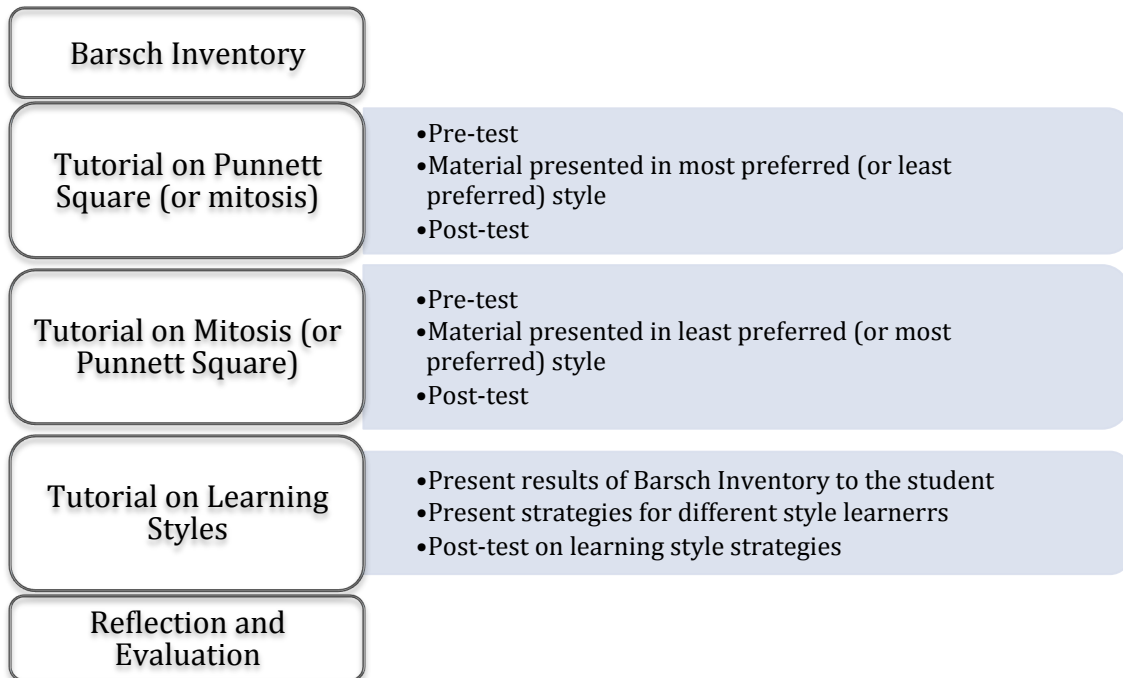 Barsch Inventory
Tutorial on Punnett
Square (or mitosis)
•Pre-test
•Material presented in most preferred (or least
preferred) style
•Post-test
Tutorial on Mitosis (or
Punnett Square)
•Pre-test
•Material presented in least preferred (or most
preferred) style
•Post-test
Tutorial on Learning
Styles
•Present results of Barsch Inventory to the student
•Present strategies for different style learnerrs
•Post-test on learning style strategies
Reflection and
Evaluation